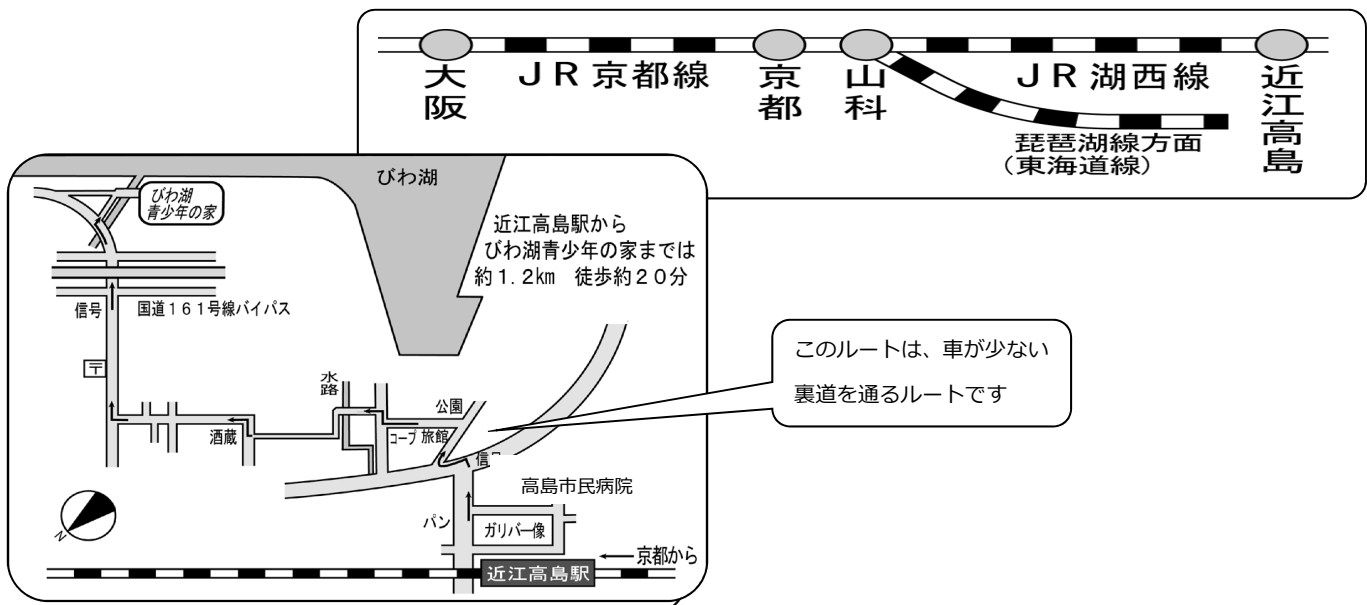 大阪
JR京都線
京都
山科
JR湖西線
近江高島
琵琶湖線方面
(東海道線)
びわ湖
びわ湖
青少年の家
近江高島駅から
びわ湖青少年の家までは
約1.2㎞ 徒歩約20分
信号
国道161号線バイパス
〒
水路
公園
酒蔵
コープ
旅館
このルートは、車が少ない
裏道を通るルートです
高島市民病院
パン
ガリバー像
N
京都から
近江高島駅